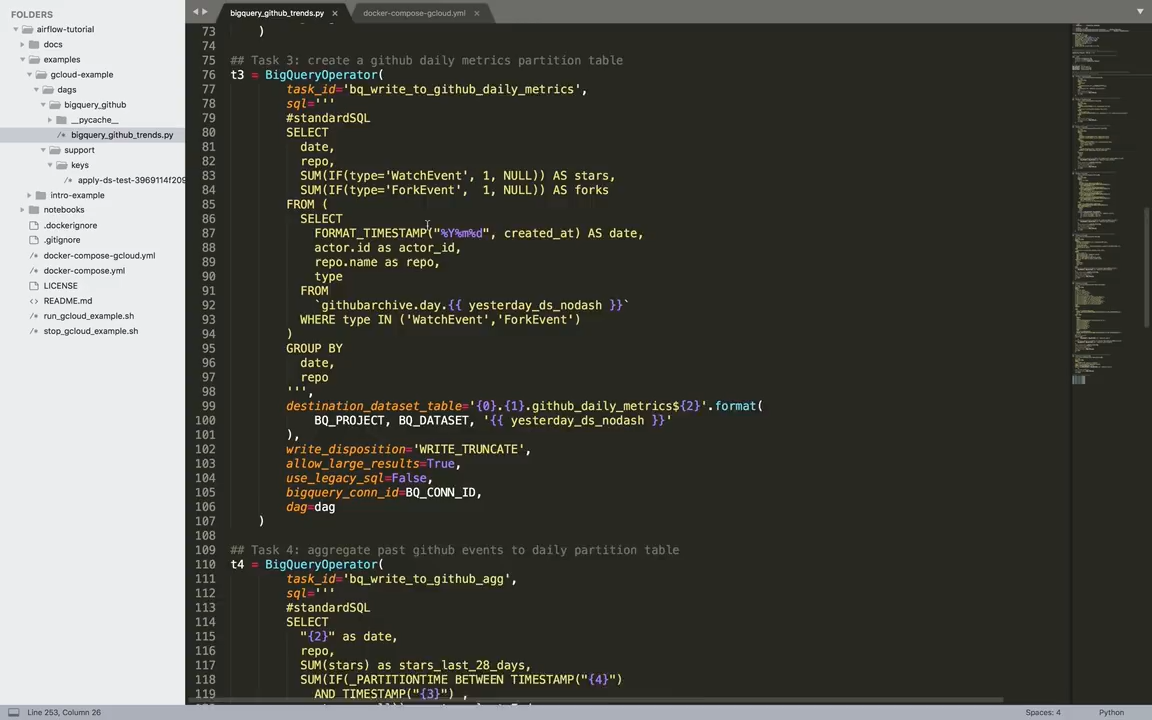 FOLDERS
airflow-tutorial
docs
examples
gcloud-example
dags
bigquery_github
__pycache__
bigquery_github_trends.py
support
keys
apply-ds-test-3969114f209
intro-example
notebooks
.dockerignore
.gitignore
docker-compose-gcloud.yml
docker-compose.yml
LICENSE
README.md
run_gcloud_example.sh
stop_gcloud_example.sh
bigquery_github_trends.py × docker-compose-gcloud.yml ×
73 )
74
75 ## Task 3: create a github daily metrics partition table
76 t3 = BigQueryOperator(
77 task_id='bq_write_to_github_daily_metrics',
78 sql='''
79 #standardSQL
80 SELECT
81 date,
82 repo,
83 SUM(IF(type='WatchEvent', 1, NULL)) AS stars,
84 SUM(IF(type='ForkEvent',  1, NULL)) AS forks
85 FROM (
86 SELECT
87 FORMAT_TIMESTAMP("%Y%m%d", created_at) AS date,
88 actor.id as actor_id,
89 repo.name as repo,
90 type
91 FROM
92 `githubarchive.day.{{ yesterday_ds_nodash }}`
93 WHERE type IN ('WatchEvent','ForkEvent')
94 )
95 GROUP BY
96 date,
97 repo
98 ''',
99 destination_dataset_table='{0}.{1}.github_daily_metrics${2}'.format(
100 BQ_PROJECT, BQ_DATASET, '{{ yesterday_ds_nodash }}'
101 ),
102 write_disposition='WRITE_TRUNCATE',
103 allow_large_results=True,
104 use_legacy_sql=False,
105 bigquery_conn_id=BQ_CONN_ID,
106 dag=dag
107 )
108
109 ## Task 4: aggregate past github events to daily partition table
110 t4 = BigQueryOperator(
111 task_id='bq_write_to_github_agg',
112 sql='''
113 #standardSQL
114 SELECT
115 "{2}" as date,
116 repo,
117 SUM(stars) as stars_last_28_days,
118 SUM(IF(_PARTITIONTIME BETWEEN TIMESTAMP("{4}")
119 AND TIMESTAMP("{3}") ,
Line 253, Column 26
Spaces: 4
Python